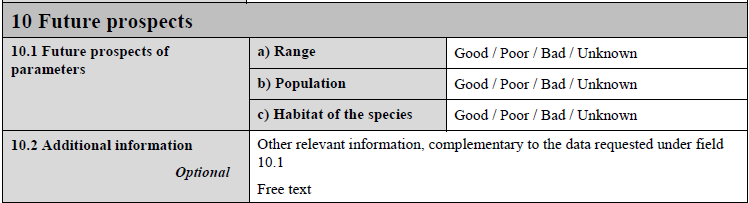 10 Future prospects
10.1 Future prospects of
parameters
a) Range
Good / Poor / Bad / Unknown
b) Population
Good / Poor / Bad / Unknown
c) Habitat of the species
Good / Poor / Bad / Unknown
10.2 Additional information
Optional
Other relevant information, complementary to the data requested under field
10.1
Free text